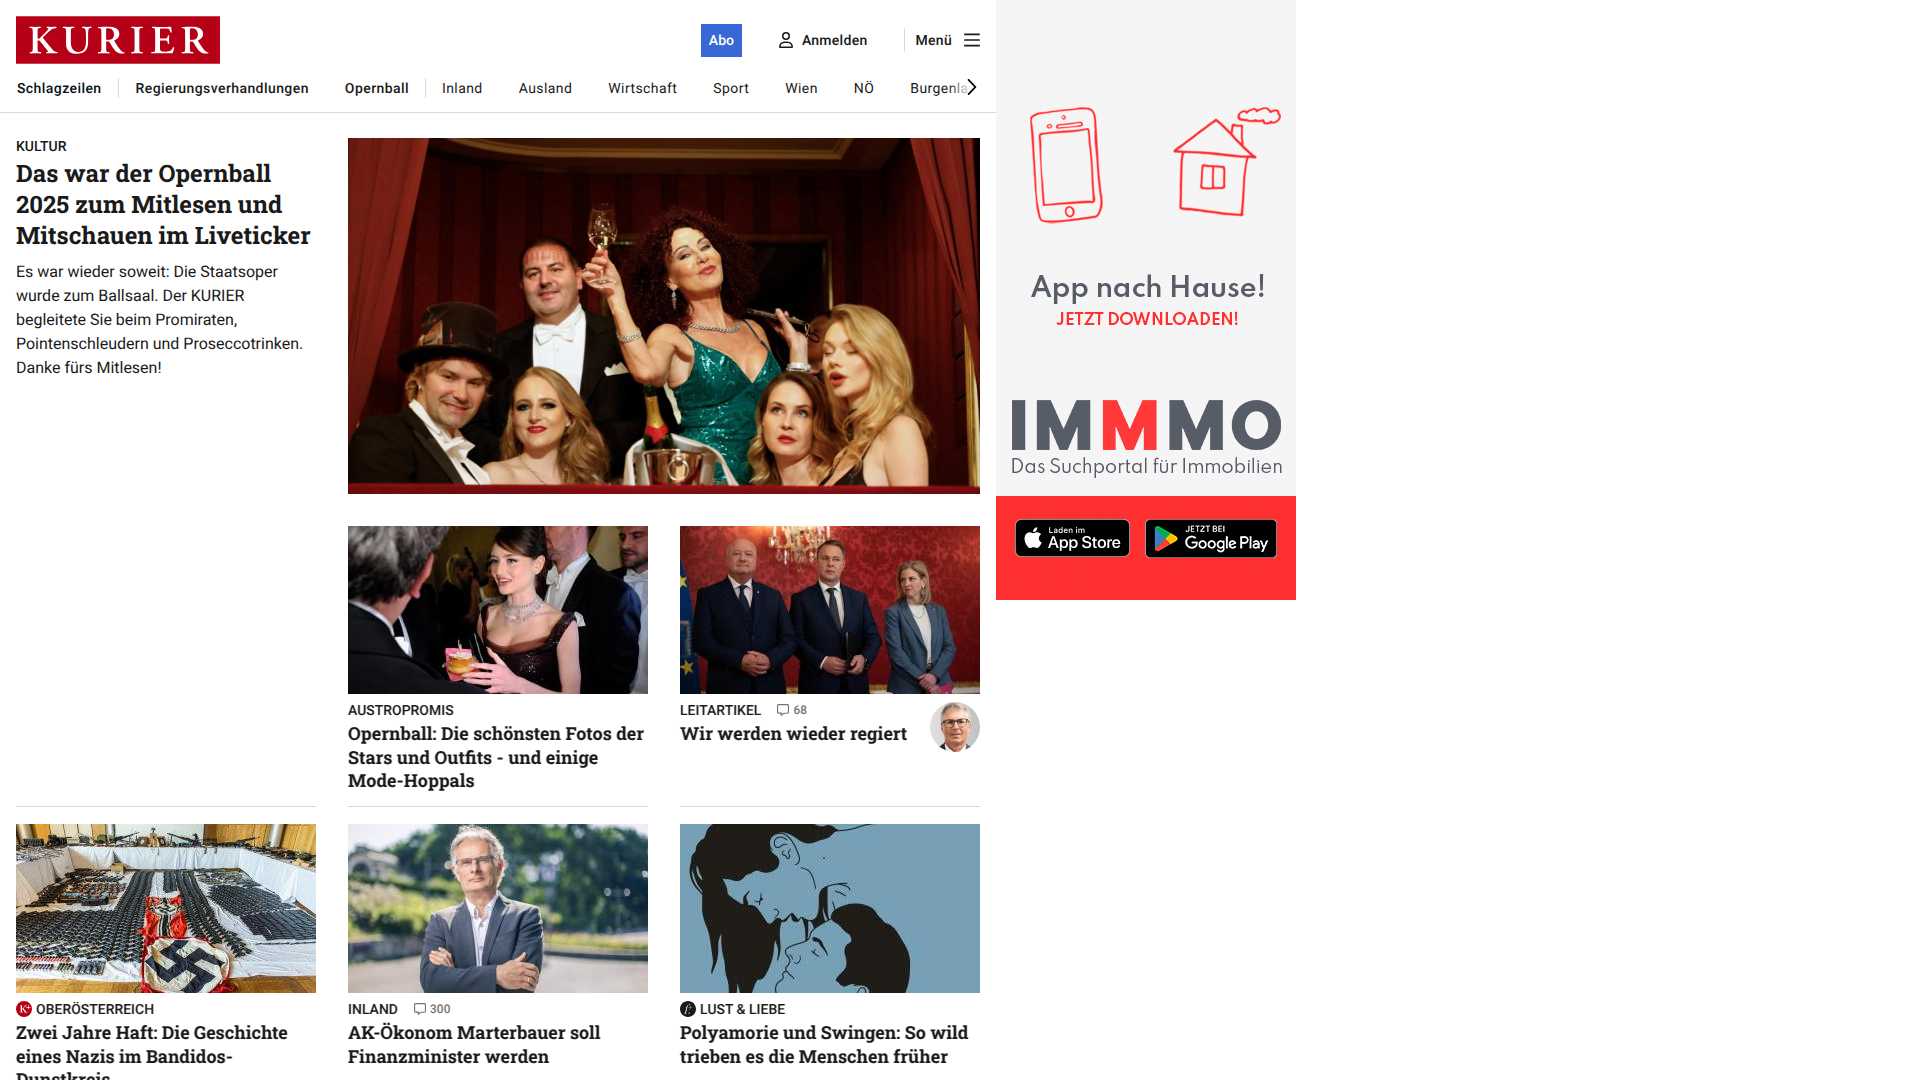 KURIER
Abo
Anmelden
Menü
Schlagzeilen
Regierungsverhandlungen
Opernball
Inland
Ausland
Wirtschaft
Sport
Wien
NÖ
KULTUR
Das war der Opernball
2025 zum Mitlesen und
Mitschauen im Liveticker
Es war wieder soweit: Die Staatsoper
wurde zum Ballsaal. Der KURIER
begleitete Sie beim Promiraten,
Pointenschleudern und Proseccotrinken.
Danke fürs Mitlesen!
App nach Hause!
JETZT DOWNLOADEN!
IMMMO
Das Suchportal für Immobilien
Laden im
App Store
JETZT BEI
Google Play
AUSTROPROMIS
Opernball: Die schönsten Fotos der
Stars und Outfits - und einige
Mode-Hoppals
LEITARTIKEL 68
Wir werden wieder regiert
OBERÖSTERREICH
Zwei Jahre Haft: Die Geschichte
eines Nazis im Bandidos-
Dunstkreis
INLAND 300
AK-Ökonom Marterbauer soll
Finanzminister werden
LUST & LIEBE
Polyamorie und Swingen: So wild
trieben es die Menschen früher